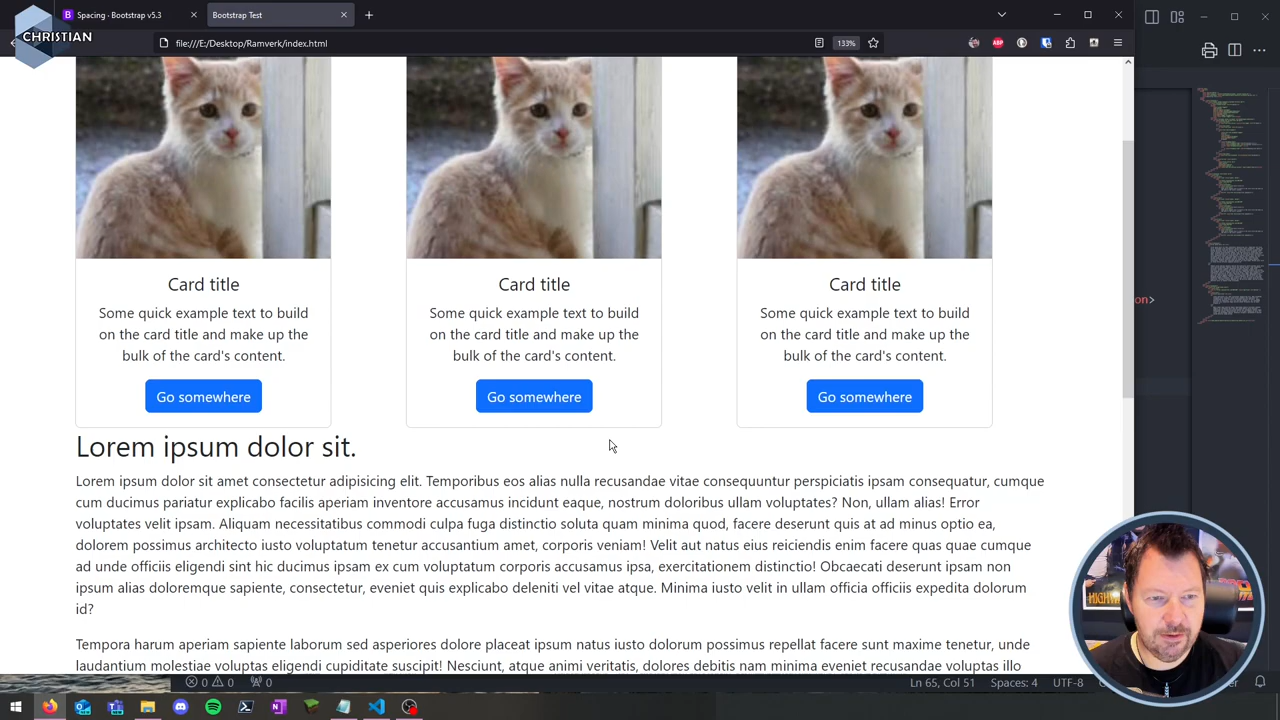 Spacing · Bootstrap v5.3
Bootstrap Test
CHRISTIAN
file:///E:/Desktop/Ramverk/index.html
133%
ABP
Card title
Some quick example text to build
on the card title and make up the
bulk of the card's content.
Go somewhere
Card title
Some quick example text to build
on the card title and make up the
bulk of the card's content.
Go somewhere
Card title
Some quick example text to build
on the card title and make up the
bulk of the card's content.
Go somewhere
on>
Lorem ipsum dolor sit.
Lorem ipsum dolor sit amet consectetur adipisicing elit. Temporibus eos alias nulla recusandae vitae consequuntur perspiciatis ipsam consequatur, cumque
cum ducimus pariatur explicabo facilis aperiam inventore accusamus incidunt eaque, nostrum doloribus ullam voluptates? Non, ullam alias! Error
voluptates velit ipsam. Aliquam necessitatibus commodi culpa fuga distinctio soluta quam minima quod, facere deserunt quis at ad minus optio ea,
dolorem possimus architecto iusto voluptatum tenetur accusantium amet, corporis veniam! Velit aut natus eius reiciendis enim facere quas quae cumque
ad unde officiis eligendi sint hic ducimus ipsam ex cum voluptatum corporis accusamus ipsa, exercitationem distinctio! Obcaecati deserunt ipsam non
ipsum alias doloremque sapiente, consectetur, eveniet quis explicabo deleniti vel vitae atque. Minima iusto velit in ullam officia officiis expedita dolorum
id?
Tempora harum aperiam sapiente laborum sed asperiores dolore placeat ipsum natus iusto dolorum possimus repellat facere sunt maxime tenetur, unde
laudantium molestiae voluptas eligendi cupiditate suscipit! Nesciunt, atque animi veritatis, dolores debitis nam minima eveniet recusandae voluptas illo
0 0 0
Ln 65, Col 51 Spaces: 4 UTF-8